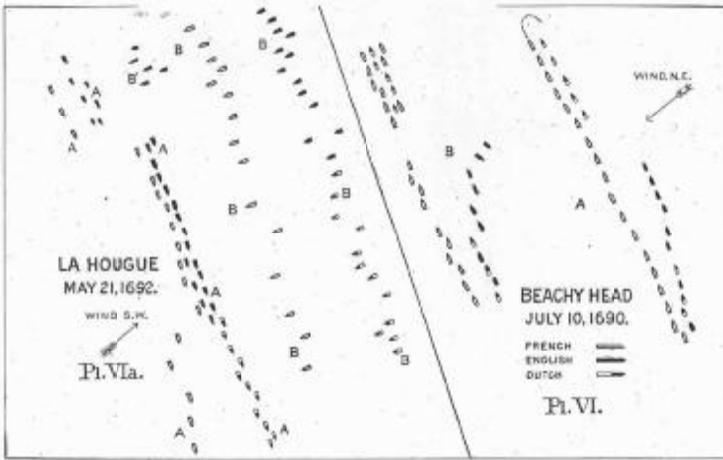 B
B
B
A
B'
A
A
B
B
B
A
LA HOUGUE
MAY 21, 1692.
A
WIND S.W.
Pl. VIa.
B
B
A
A
WIND, N.E.
B
A
BEACHY HEAD
JULY 10, 1690.
FRENCH
ENGLISH
DUTCH
Pl. VI.